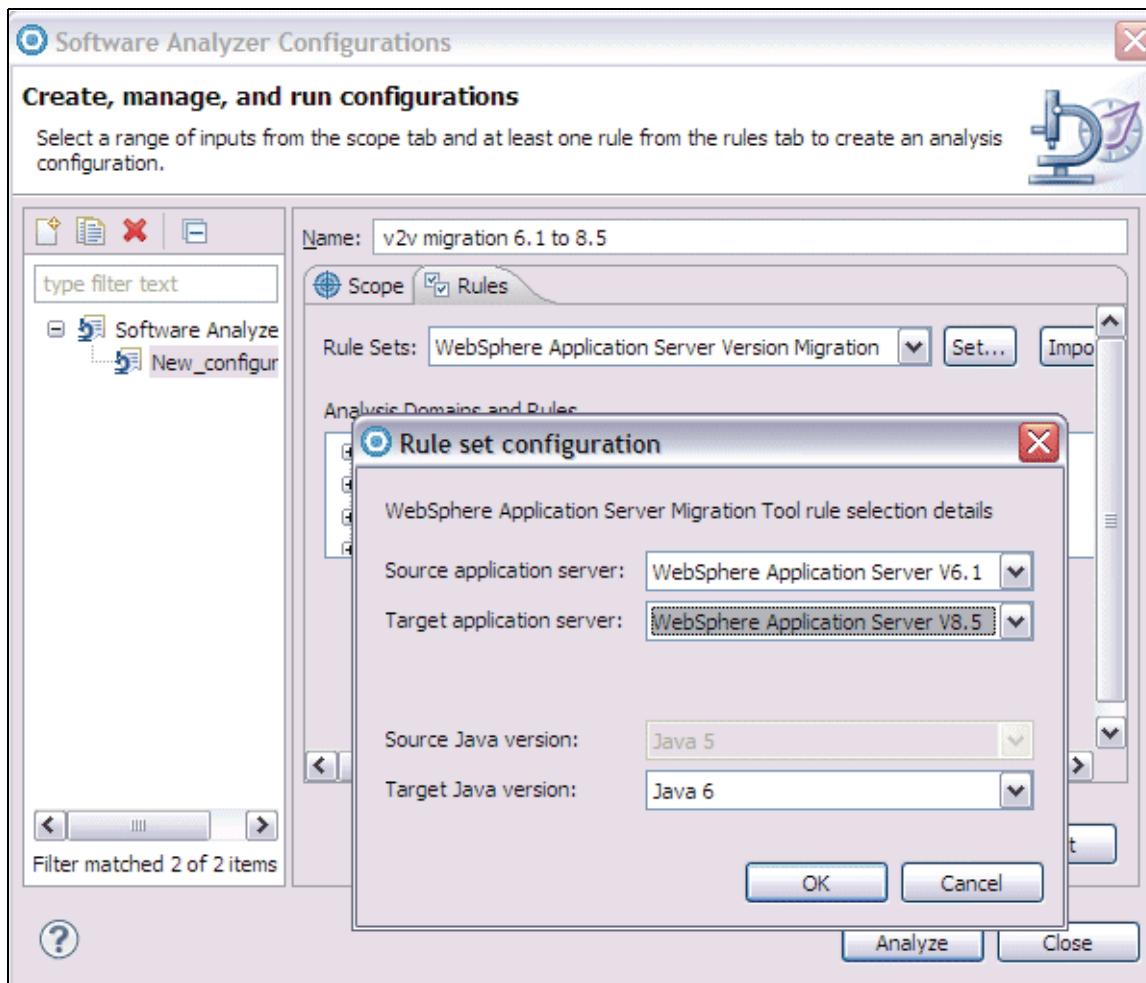 Software Analyzer Configurations
Create, manage, and run configurations
Select a range of inputs from the scope tab and at least one rule from the rules tab to create an analysis
configuration.
type filter text
Software Analyze
New_configur
Filter matched 2 of 2 items
Name: v2v migration 6.1 to 8.5
Scope Rules
Rule Sets: WebSphere Application Server Version Migration Set... Impo
Analysis Domains and Rules
Rule set configuration
WebSphere Application Server Migration Tool rule selection details
Source application server: WebSphere Application Server V6.1
Target application server: WebSphere Application Server V8.5
Source Java version: Java 5
Target Java version: Java 6
OK Cancel
t
? Analyze Close